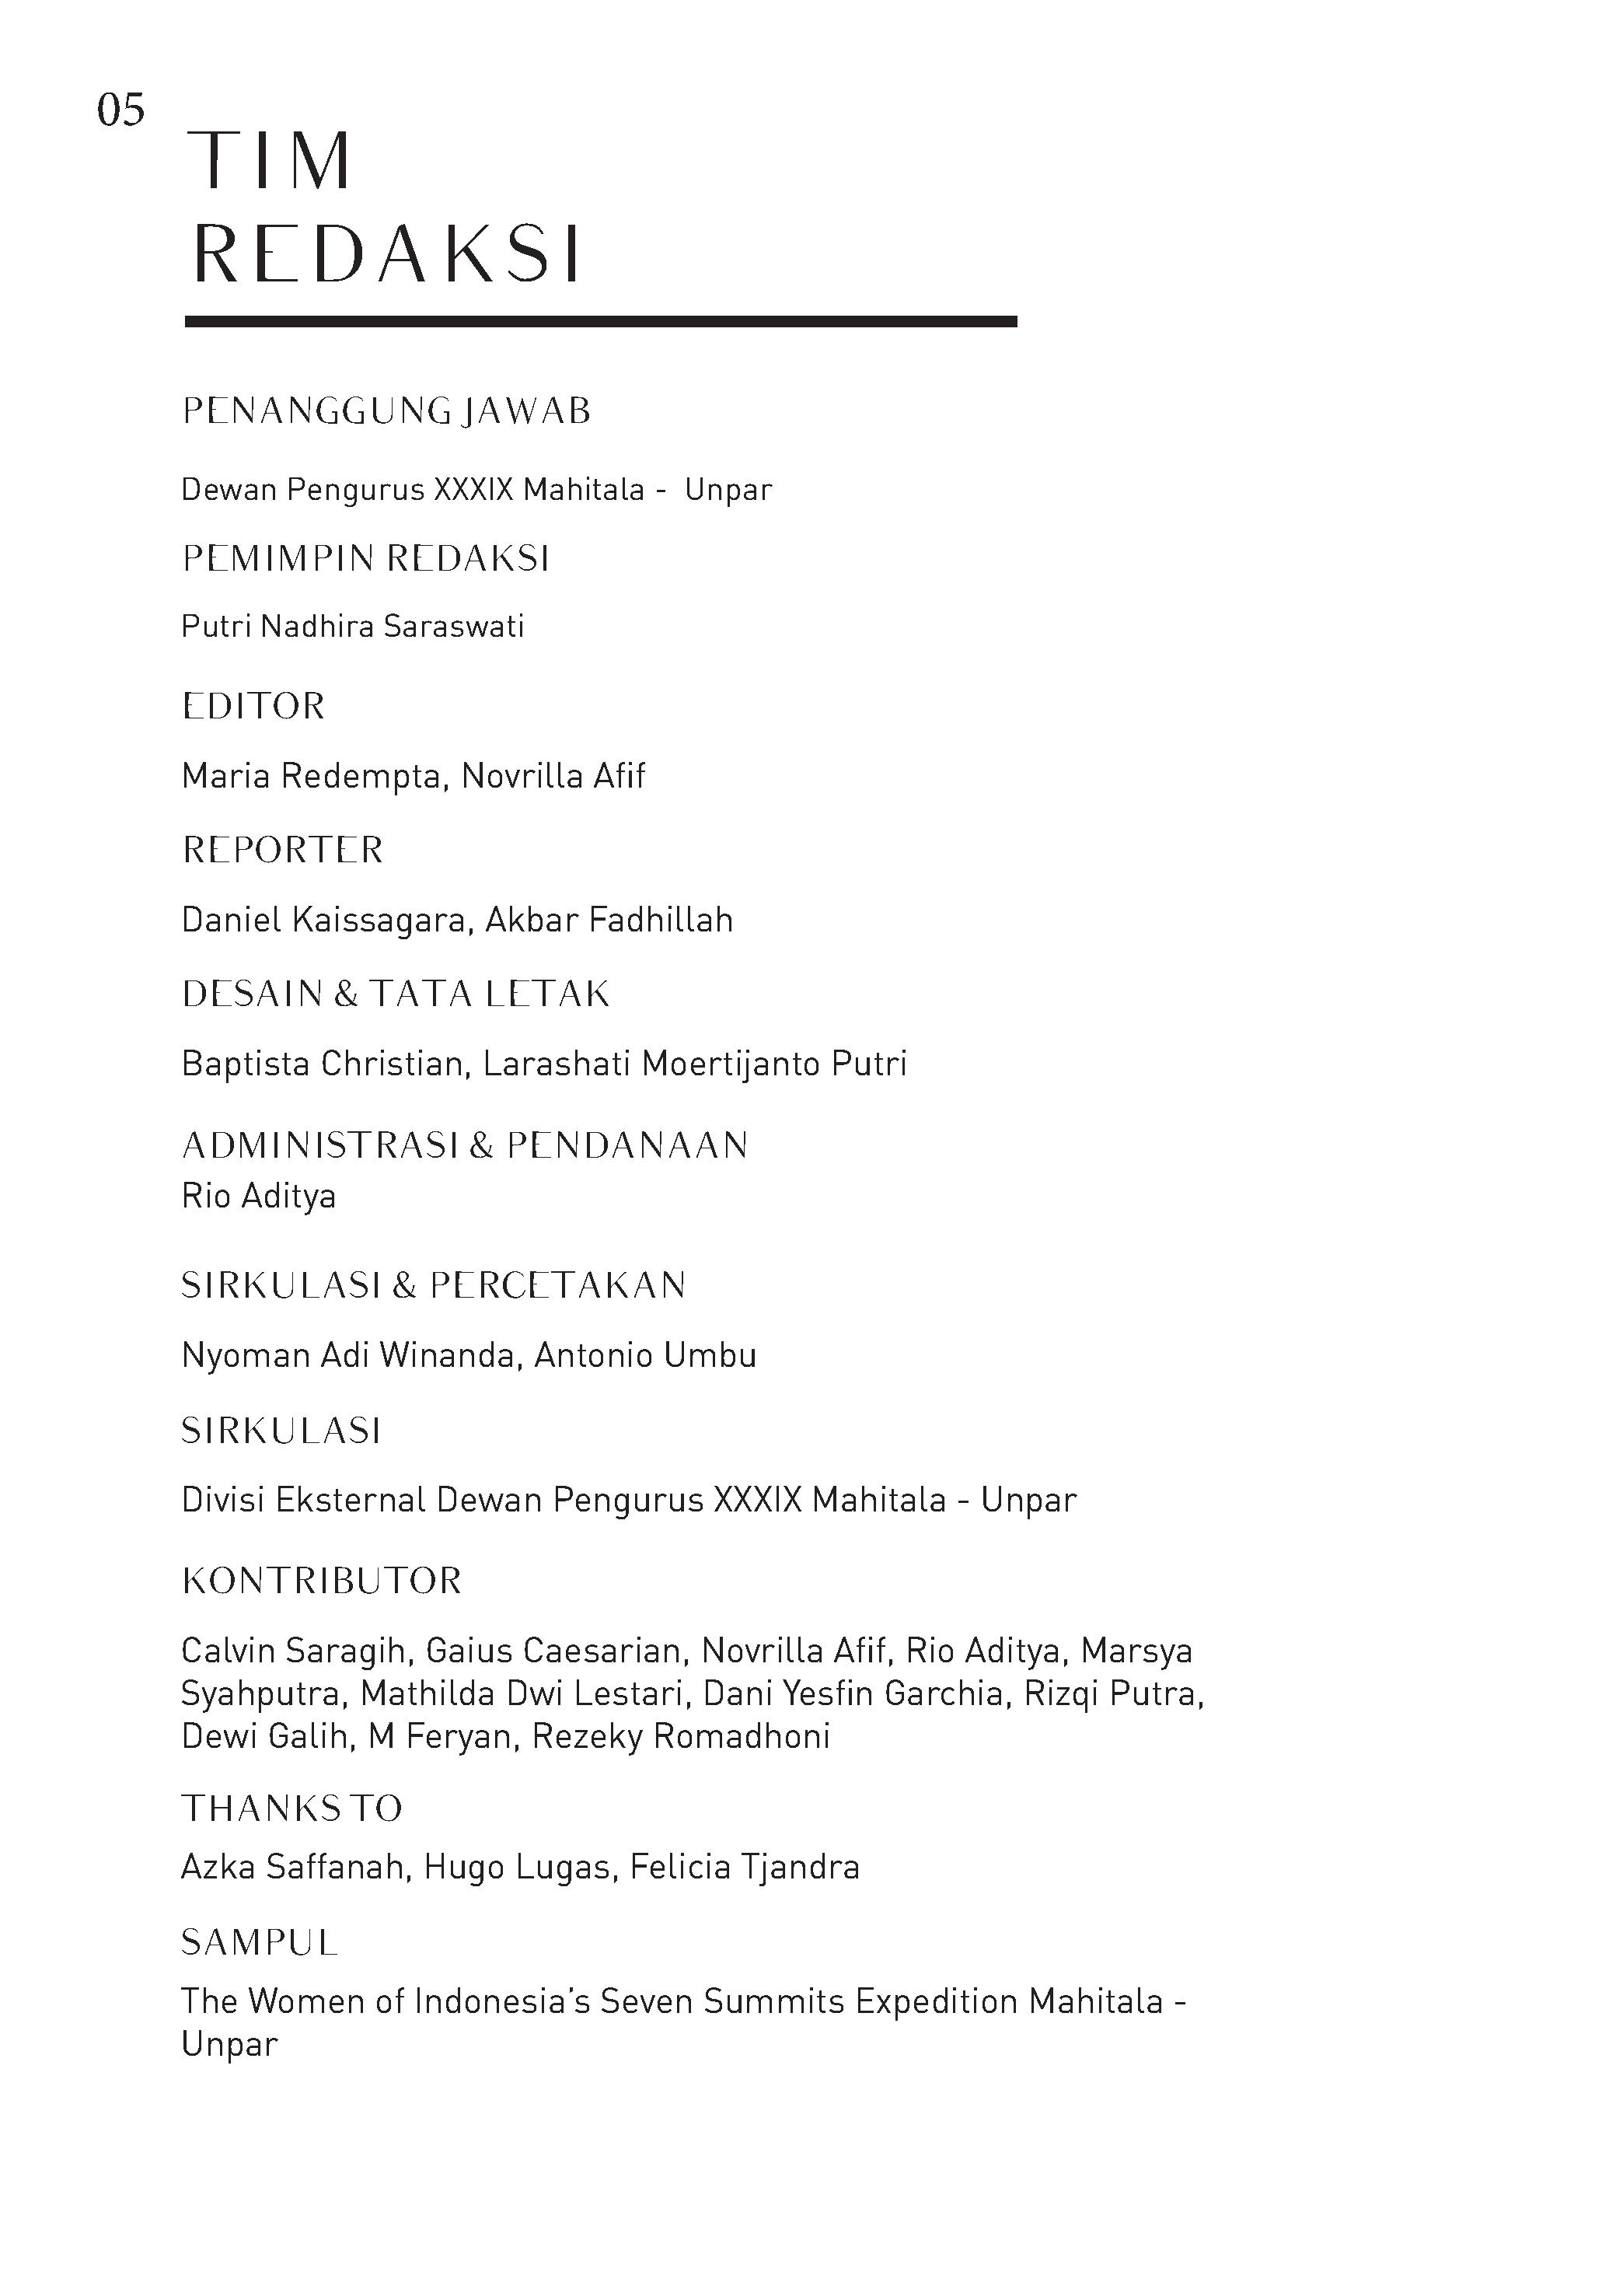 05
TIM
REDAKSI
PENANGGUNG JAWAB
Dewan Pengurus XXXIX Mahitala - Unpar
PEMIMPIN REDAKSI
Putri Nadhira Saraswati
EDITOR
Maria Redempta, Novrilla Afif
REPORTER
Daniel Kaissagara, Akbar Fadhillah
DESAIN & TATA LETAK
Baptista Christian, Larashati Moertijanto Putri
ADMINISTRASI & PENDANAAN
Rio Aditya
SIRKULASI & PERCETAKAN
Nyoman Adi Winanda, Antonio Umbu
SIRKULASI
Divisi Eksternal Dewan Pengurus XXXIX Mahitala - Unpar
KONTRIBUTOR
Calvin Saragih, Gaius Caesarian, Novrilla Afif, Rio Aditya, Marsya
Syahputra, Mathilda Dwi Lestari, Dani Yesfin Garchia, Rizqi Putra,
Dewi Galih, M Feryan, Rezeky Romadhoni
THANKS TO
Azka Saffanah, Hugo Lugas, Felicia Tjandra
SAMPUL
The Women of Indonesia’s Seven Summits Expedition Mahitala -
Unpar